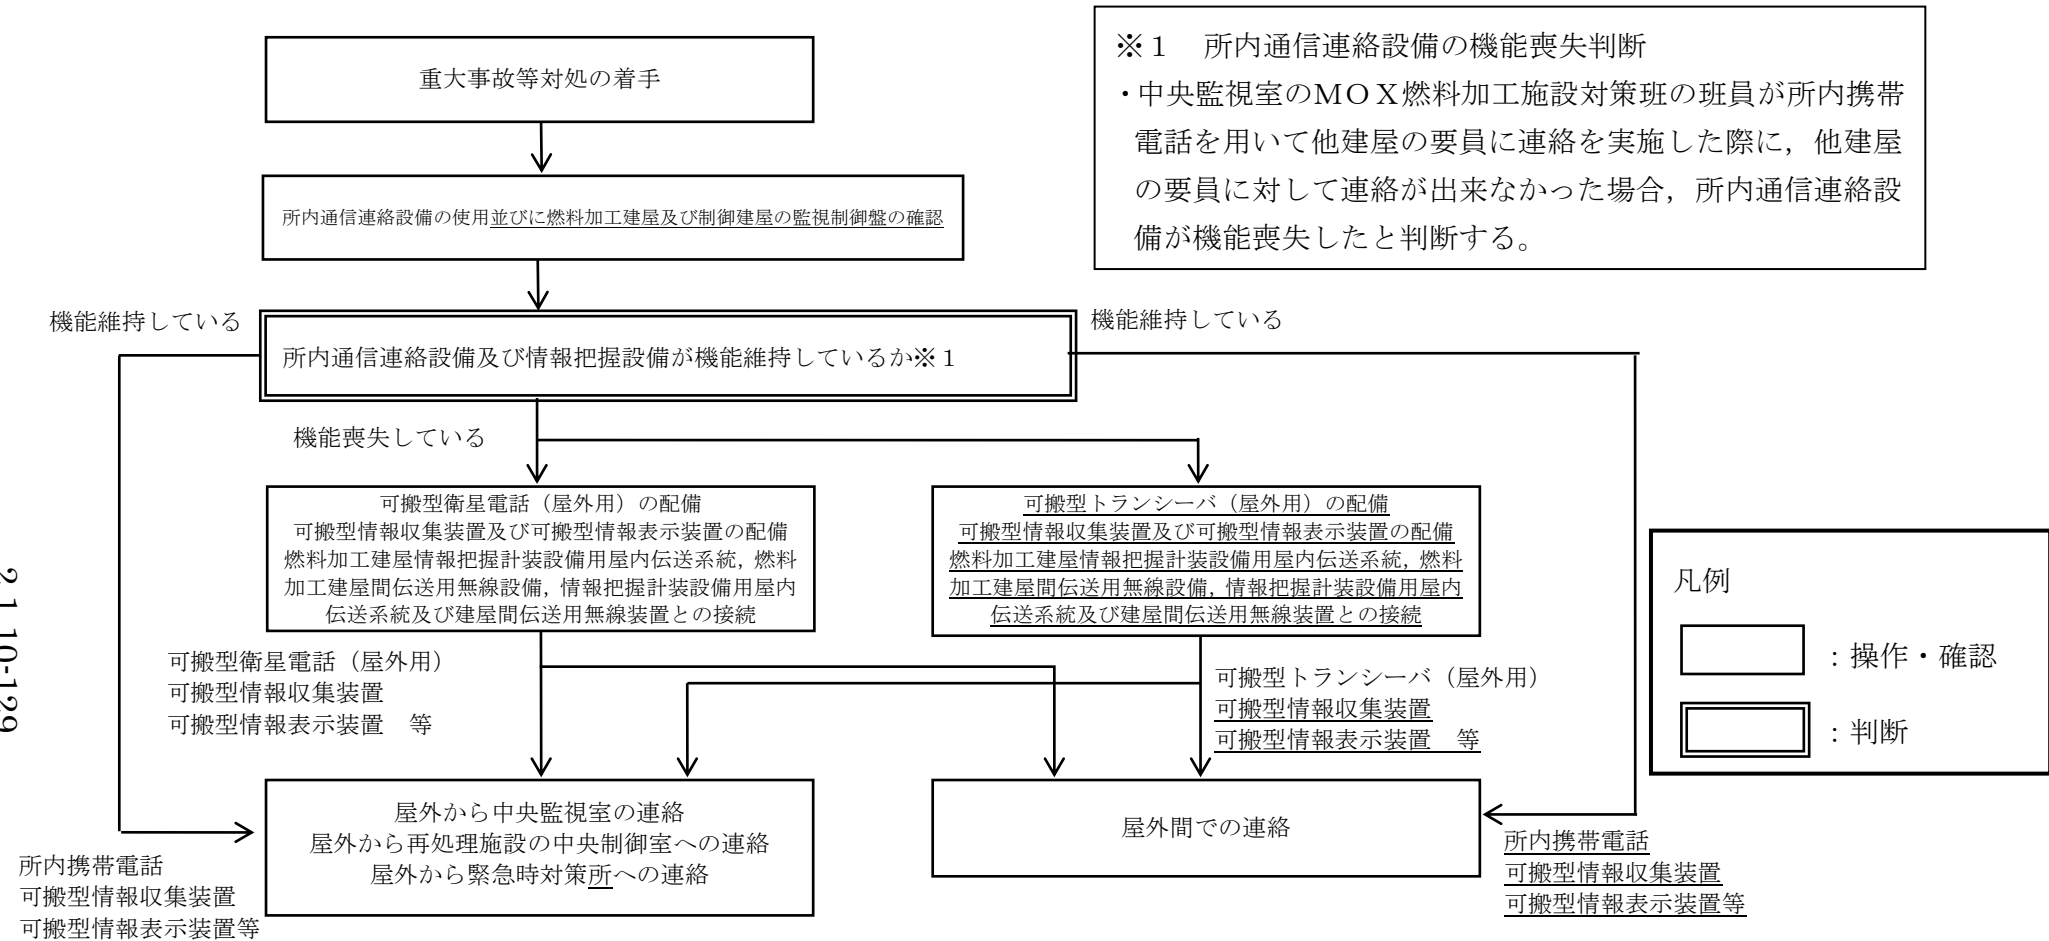 重大事故等対処の着手
※１　所内通信連絡設備の機能喪失判断
・中央監視室のＭＯＸ燃料加工施設対策班の班員が所内携帯
電話を用いて他建屋の要員に連絡を実施した際に，他建屋
の要員に対して連絡が出来なかった場合，所内通信連絡設
備が機能喪失したと判断する。
所内通信連絡設備の使用並びに燃料加工建屋及び制御建屋の監視制御盤の確認
機能維持している
機能維持している
所内通信連絡設備及び情報把握設備が機能維持しているか※１
機能喪失している
可搬型衛星電話（屋外用）の配備
可搬型情報収集装置及び可搬型情報表示装置の配備
燃料加工建屋情報把握計装設備用屋内伝送系統，燃料
加工建屋間伝送用無線設備，情報把握計装設備用屋内
伝送系統及び建屋間伝送用無線装置との接続
可搬型トランシーバ（屋外用）の配備
可搬型情報収集装置及び可搬型情報表示装置の配備
燃料加工建屋情報把握計装設備用屋内伝送系統，燃料
加工建屋間伝送用無線設備，情報把握計装設備用屋内
伝送系統及び建屋間伝送用無線装置との接続
凡例
：操作・確認
：判断
可搬型衛星電話（屋外用）
可搬型情報収集装置
可搬型情報表示装置　等
可搬型トランシーバ（屋外用）
可搬型情報収集装置
可搬型情報表示装置　等
屋外から中央監視室の連絡
屋外から再処理施設の中央制御室への連絡
屋外から緊急時対策所への連絡
屋外間での連絡
所内携帯電話
可搬型情報収集装置
可搬型情報表示装置等
所内携帯電話
可搬型情報収集装置
可搬型情報表示装置等
2.1.10-129